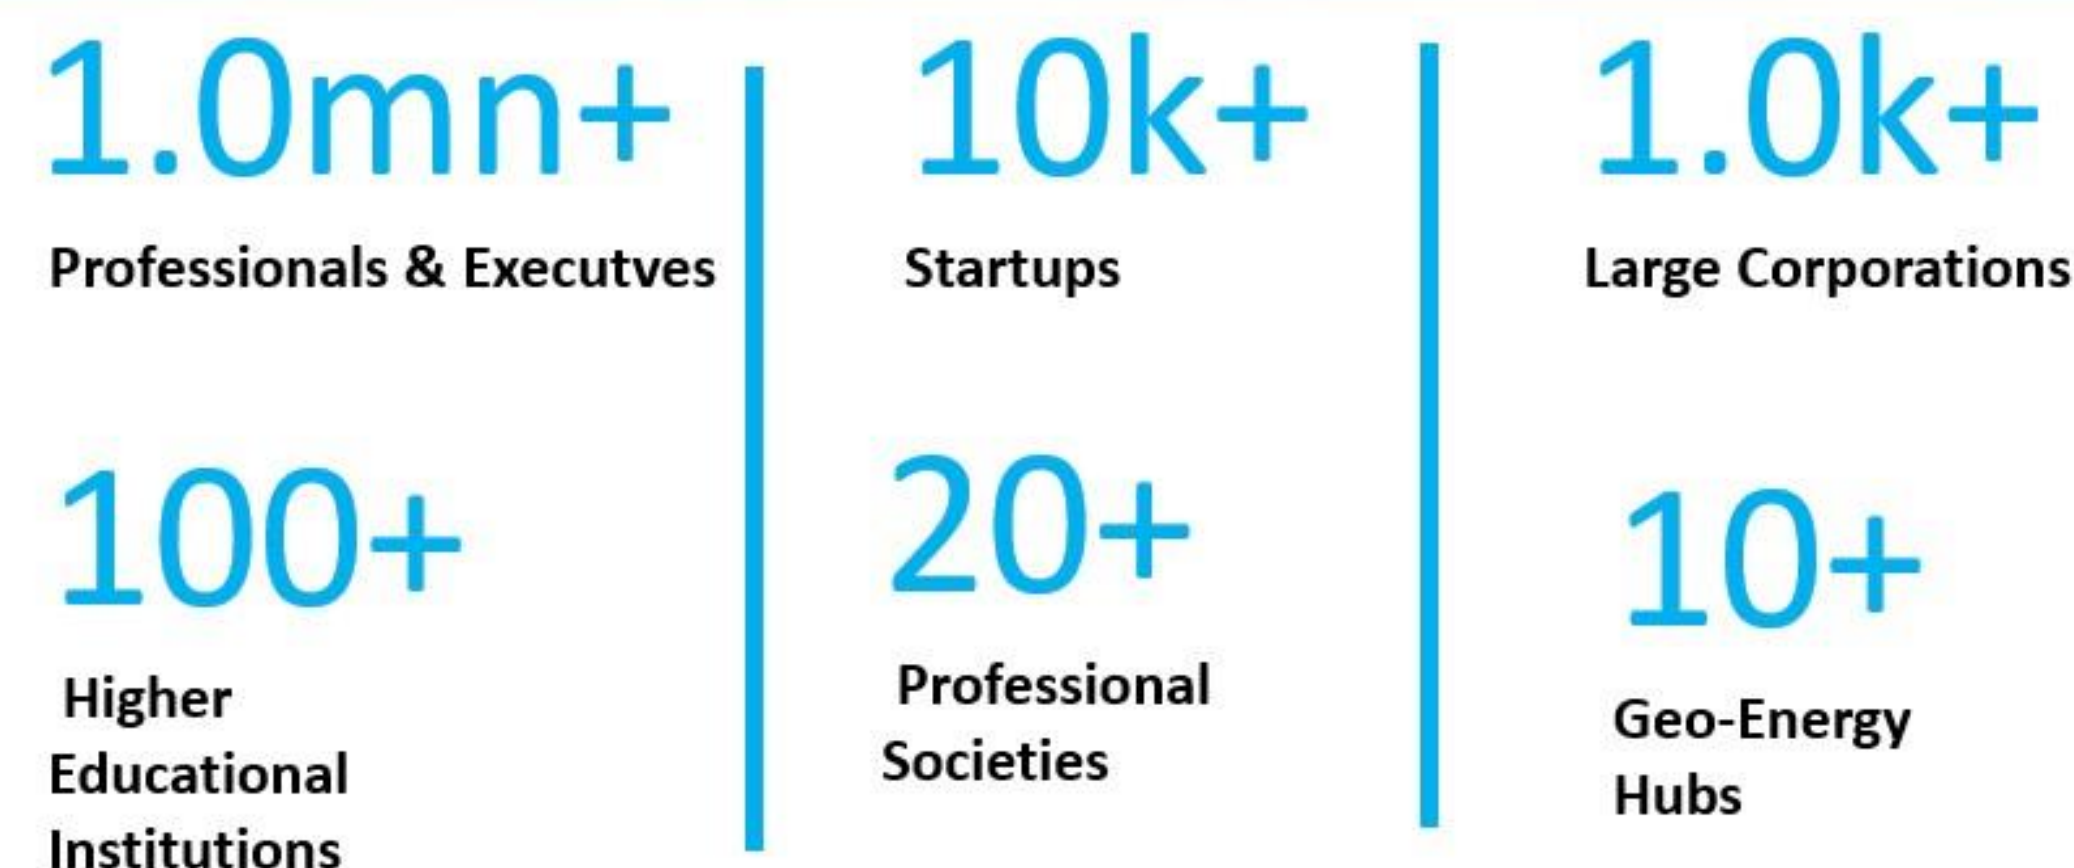 1.0mn+
Professionals & Executves
10k+
Startups
1.0k+
Large Corporations
100+
Higher
Educational
Institutions
20+
Professional
Societies
10+
Geo-Energy
Hubs